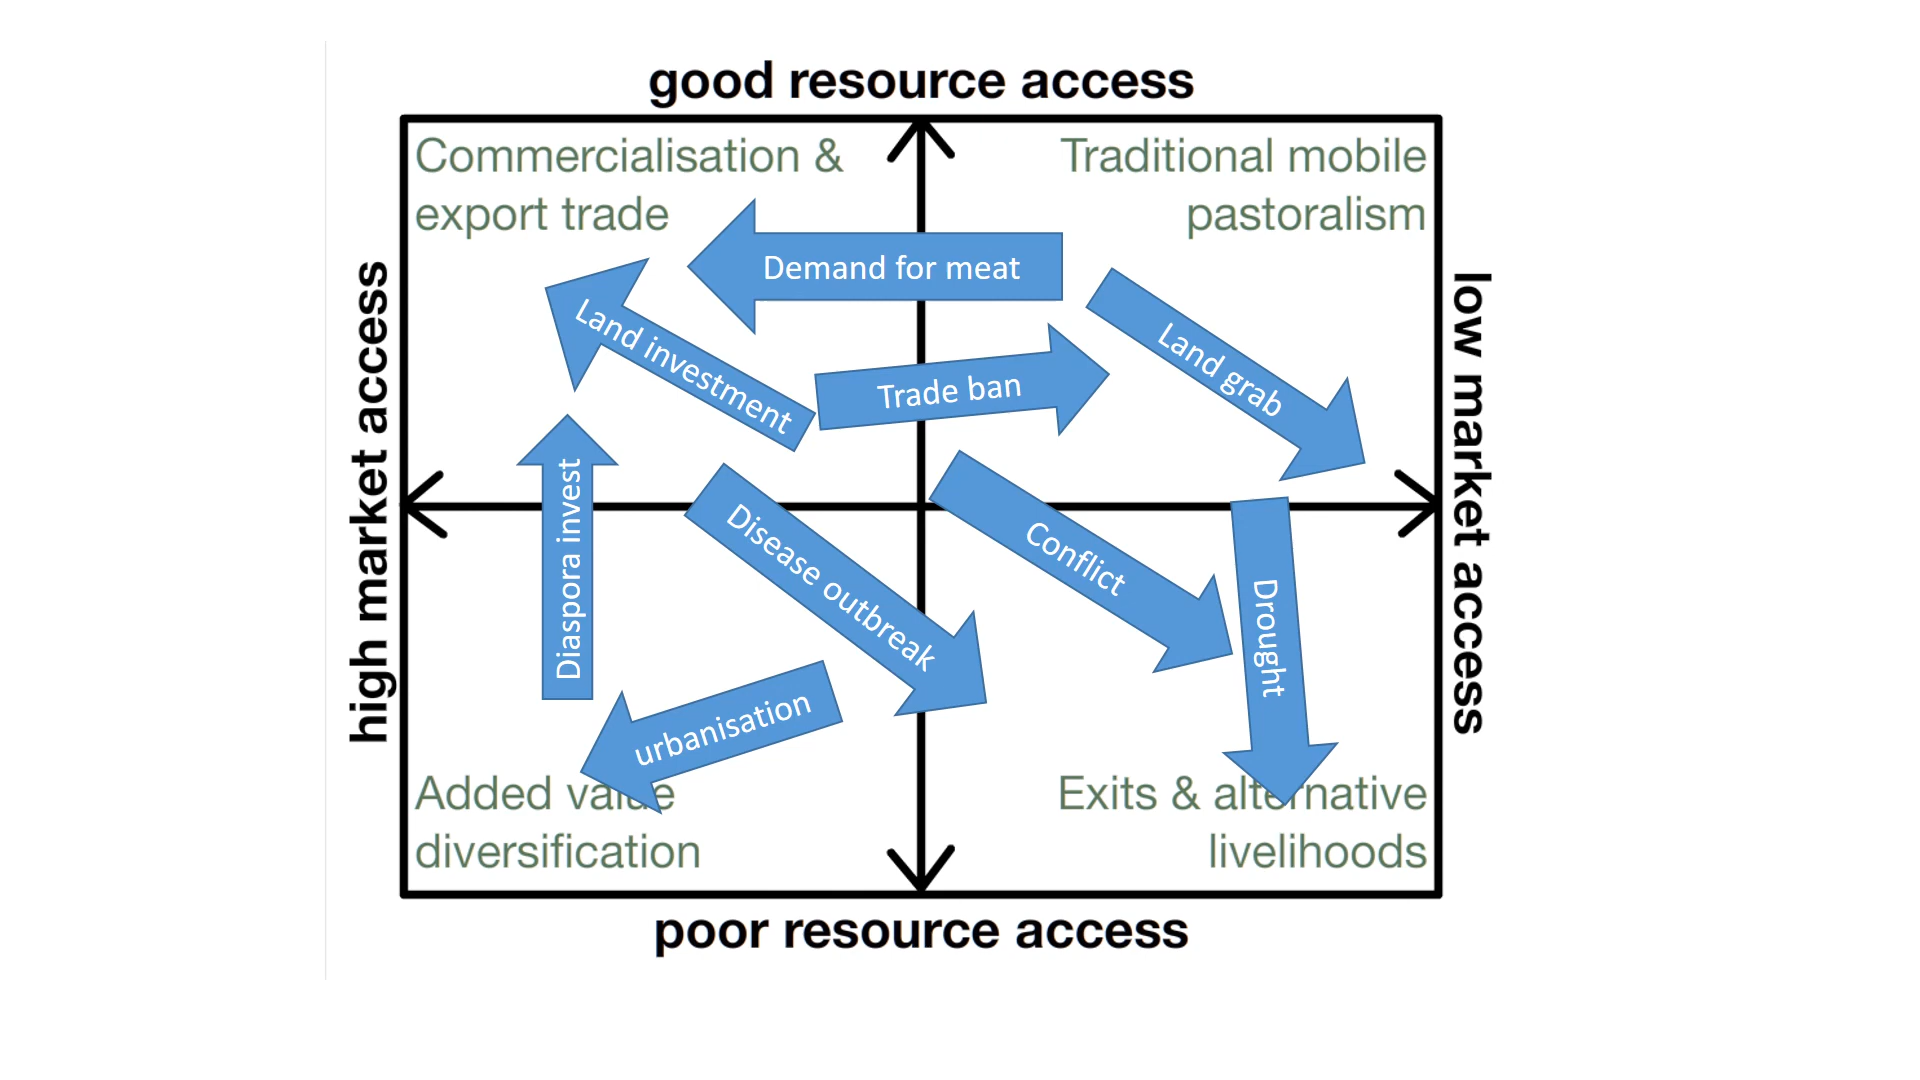 good resource access
Commercialisation &
export trade
Traditional mobile
pastoralism
high market access
low market access
Demand for meat
Land investment
Trade ban
Land grab
Diaspora invest
Disease outbreak
Conflict
Drought
urbanisation
Added value
diversification
Exits & alternative
livelihoods
poor resource access